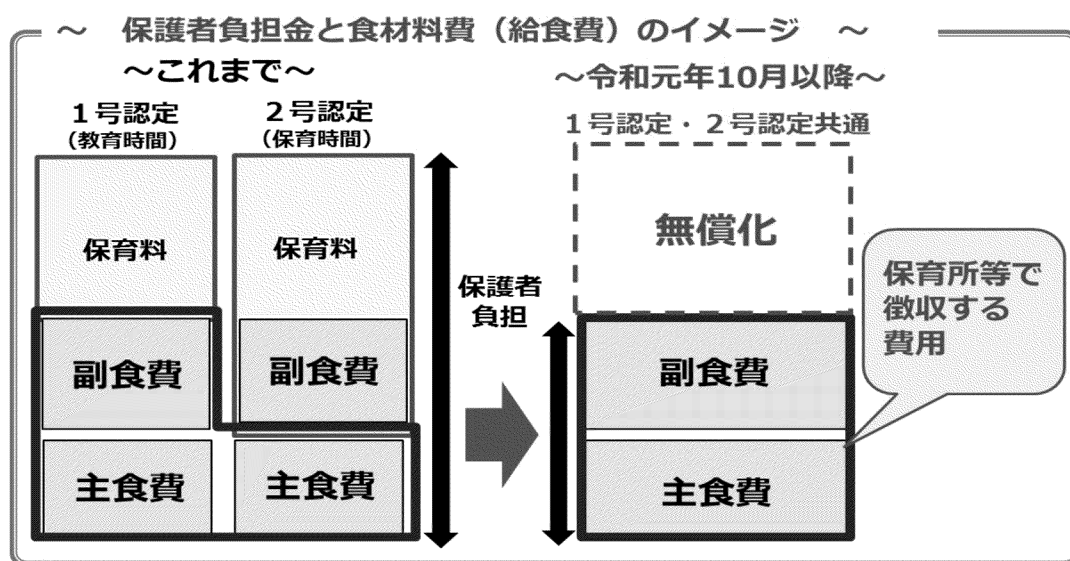 ～ 保護者負担金と食材料費（給食費）のイメージ ～
～これまで～
１号認定
（教育時間）
２号認定
（保育時間）
保育料
保育料
副食費
副食費
主食費
主食費
保護者
負担
～令和元年10月以降～
１号認定・２号認定共通
無償化
副食費
主食費
保育所等で
徴収する
費用